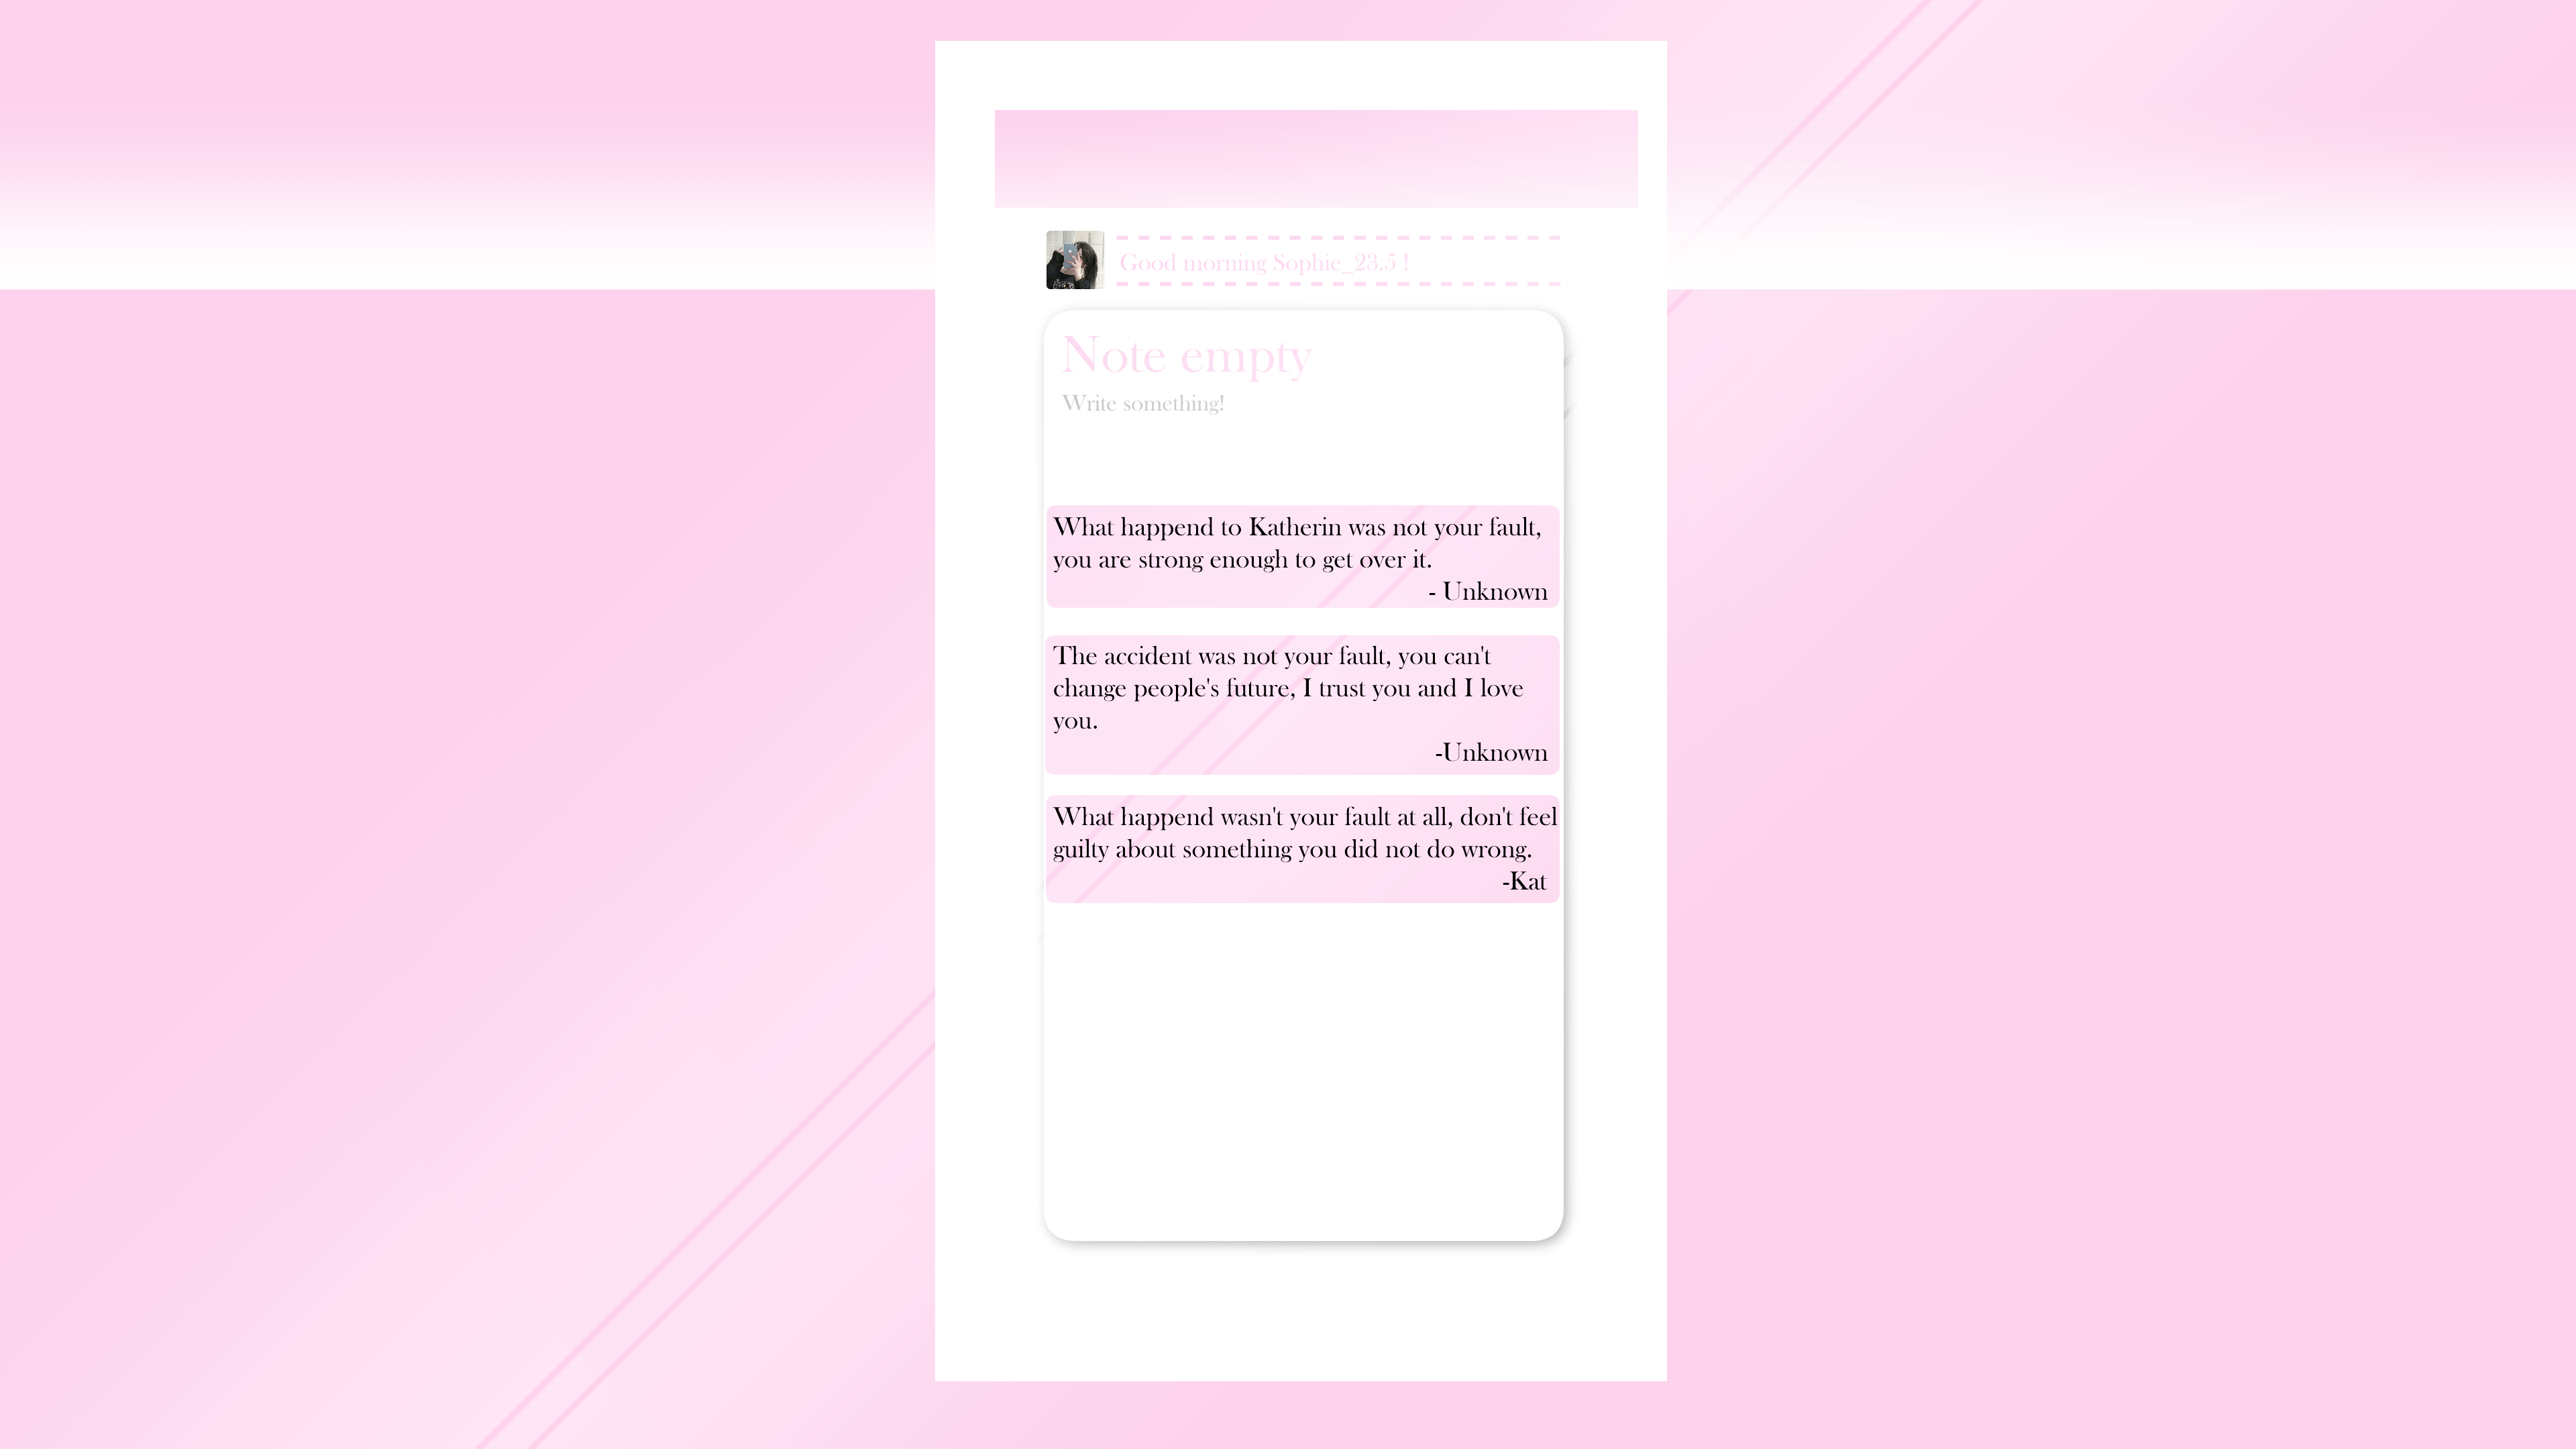 Good morning Sophie_23.5 !
Note empty
Write something!
What happend to Katherin was not your fault,
you are strong enough to get over it.
- Unknown
The accident was not your fault, you can't
change people's future, I trust you and I love
you.
-Unknown
What happend wasn't your fault at all, don't feel
guilty about something you did not do wrong.
-Kat